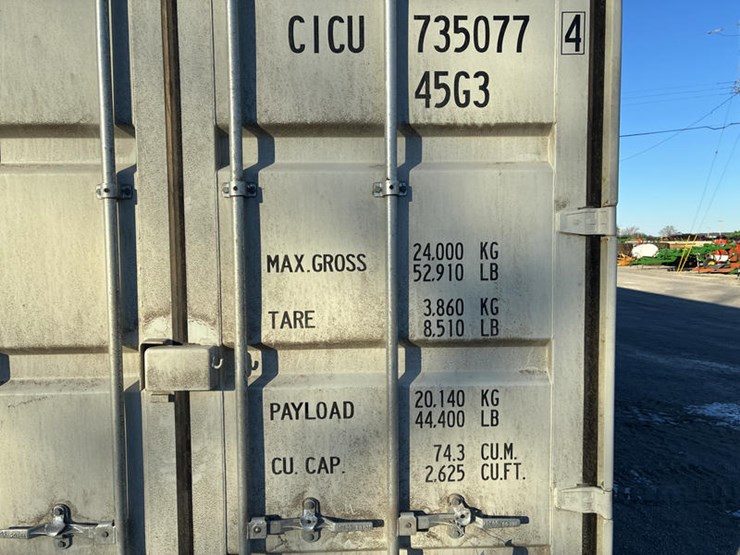 CICU 735077 4
45G3
MAX.GROSS 24,000 KG
52,910 LB
TARE 3,860 KG
8,510 LB
PAYLOAD 20,140 KG
44,400 LB
CU. CAP. 74.3 CU.M.
2,625 CU.FT.